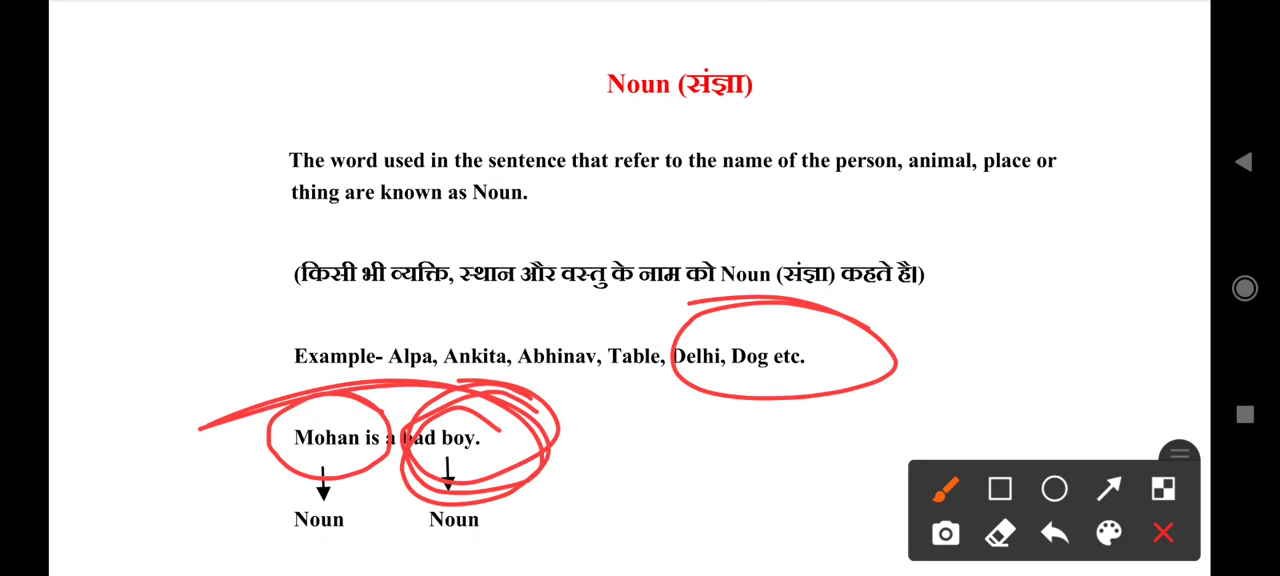 Noun (संज्ञा)
The word used in the sentence that refer to the name of the person, animal, place or
thing are known as Noun.
(किसी भी व्यक्ति, स्थान और वस्तु के नाम को Noun (संज्ञा) कहते है।)
Example- Alpa, Ankita, Abhinav, Table, Delhi, Dog etc.
Mohan is a bad boy.
Noun Noun